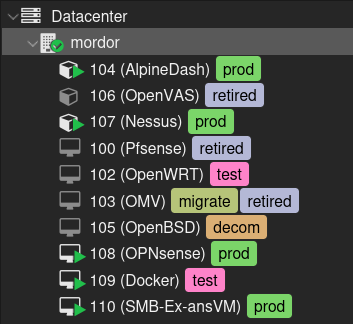 Datacenter
mordor
104 (AlpineDash) prod
106 (OpenVAS) retired
107 (Nessus) prod
100 (Pfsense) retired
102 (OpenWRT) test
103 (OMV) migrate retired
105 (OpenBSD) decom
108 (OPNsense) prod
109 (Docker) test
110 (SMB-Ex-ansVM) prod